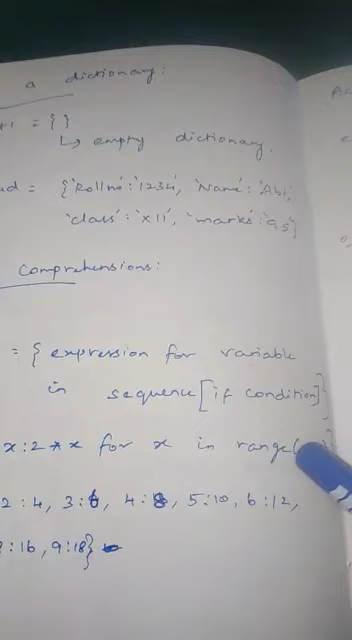 a dictionary:
= { }
↳ empty dictionary.
= {'Rollno':'1234', 'Name':'Abi',
'class':'XII', 'marks':'95'}
Comprehensions:
= { expression for variable
in sequence [if condition] }
x:2*x for x in range(
2:4, 3:6, 4:8, 5:10, 6:12,
:16, 9:18}